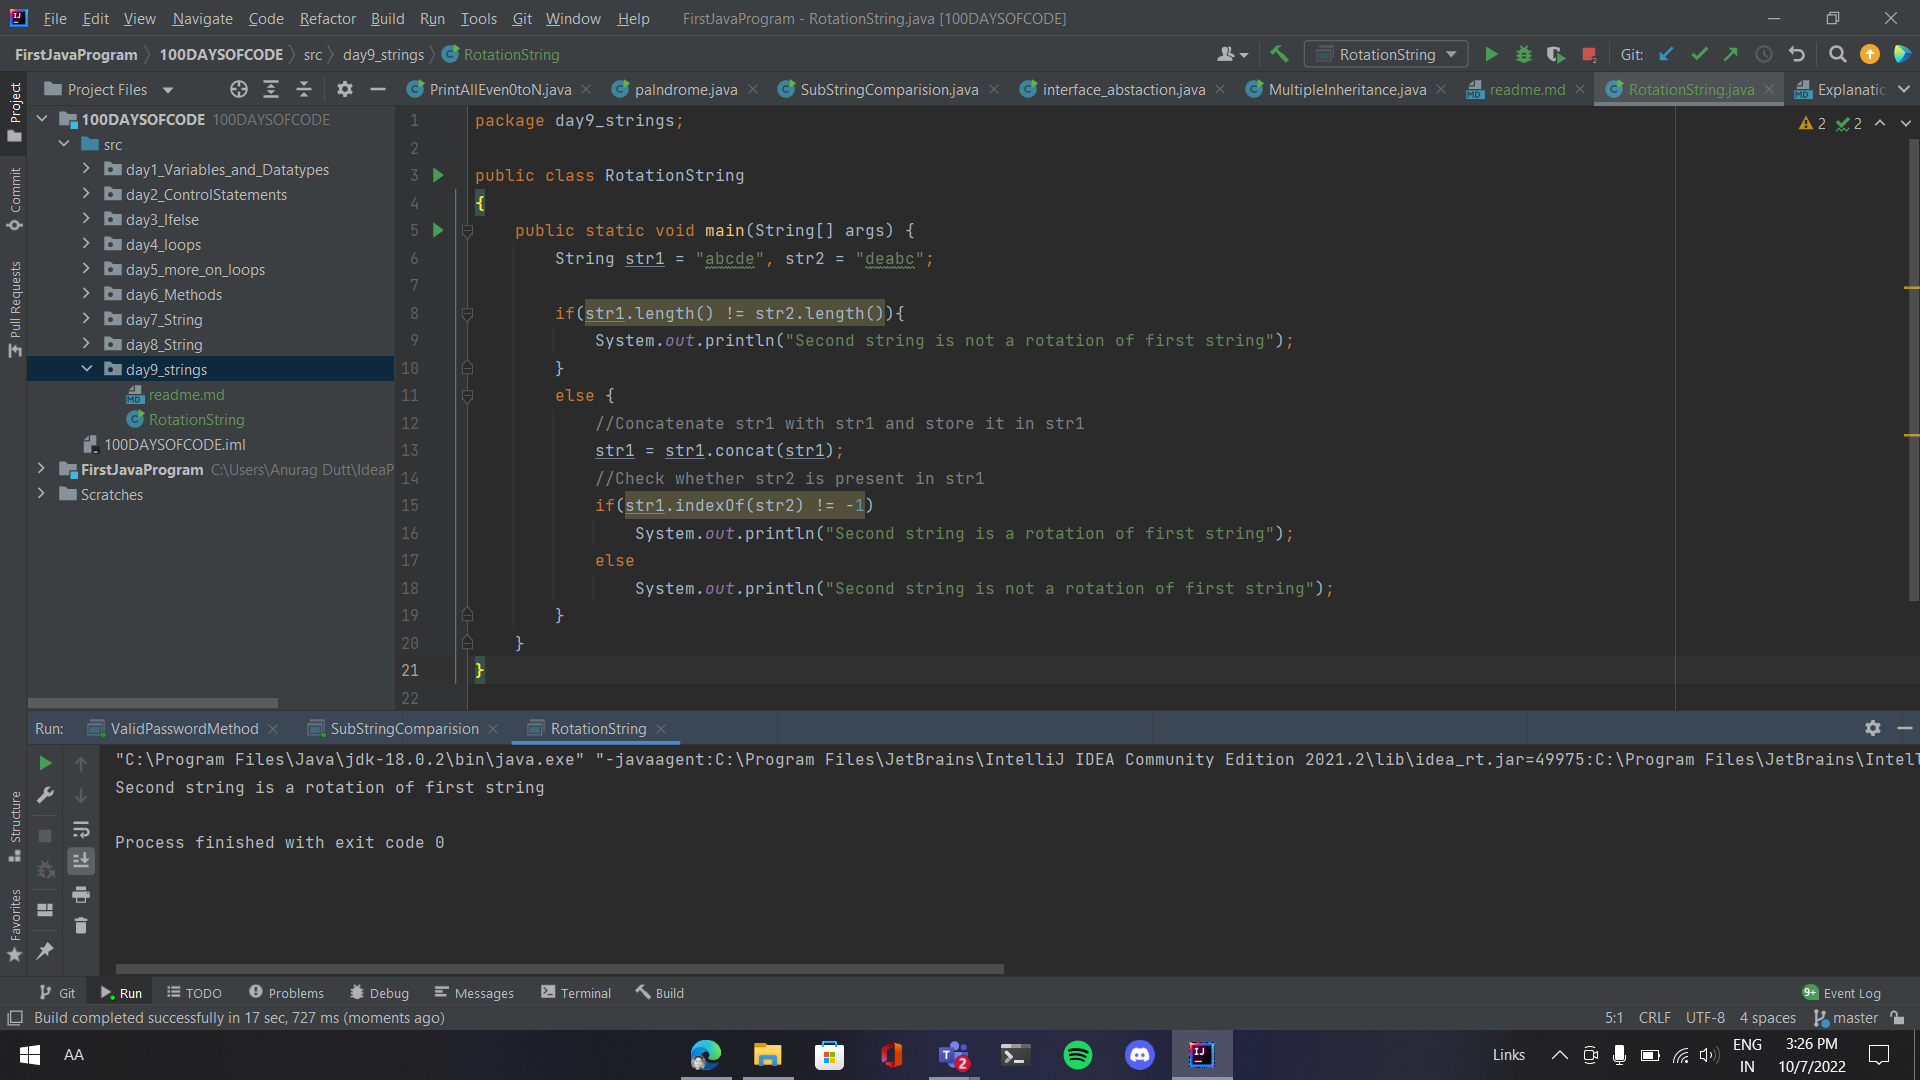 File Edit View Navigate Code Refactor Build Run Tools Git Window Help FirstJavaProgram - RotationString.java [100DAYSOFCODE]
FirstJavaProgram 100DAYSOFCODE src day9_strings RotationString RotationString Git:
Project Files PrintAllEven0toN.java palndrome.java SubStringComparision.java interface_abstaction.java MultipleInheritance.java readme.md RotationString.java Explanatic
Project
Commit
Pull Requests
Structure
Favorites
100DAYSOFCODE 100DAYSOFCODE
src
day1_Variables_and_Datatypes
day2_ControlStatements
day3_Ifelse
day4_loops
day5_more_on_loops
day6_Methods
day7_String
day8_String
day9_strings
readme.md
RotationString
100DAYSOFCODE.iml
FirstJavaProgram C:\Users\Anurag Dutt\IdeaP
Scratches
2 2
1 package day9_strings;
2
3 public class RotationString
4 {
5 public static void main(String[] args) {
6 String str1 = "abcde", str2 = "deabc";
7
8 if(str1.length() != str2.length()){
9 System.out.println("Second string is not a rotation of first string");
10 }
11 else {
12 //Concatenate str1 with str1 and store it in str1
13 str1 = str1.concat(str1);
14 //Check whether str2 is present in str1
15 if(str1.indexOf(str2) != -1)
16 System.out.println("Second string is a rotation of first string");
17 else
18 System.out.println("Second string is not a rotation of first string");
19 }
20 }
21 }
22
Run: ValidPasswordMethod SubStringComparision RotationString
"C:\Program Files\Java\jdk-18.0.2\bin\java.exe" "-javaagent:C:\Program Files\JetBrains\IntelliJ IDEA Community Edition 2021.2\lib\idea_rt.jar=49975:C:\Program Files\JetBrains\Intell
Second string is a rotation of first string
Process finished with exit code 0
Git Run TODO Problems Debug Messages Terminal Build 9+ Event Log
Build completed successfully in 17 sec, 727 ms (moments ago) 5:1 CRLF UTF-8 4 spaces master
AA 2 Links ENG 3:26 PM
IN 10/7/2022